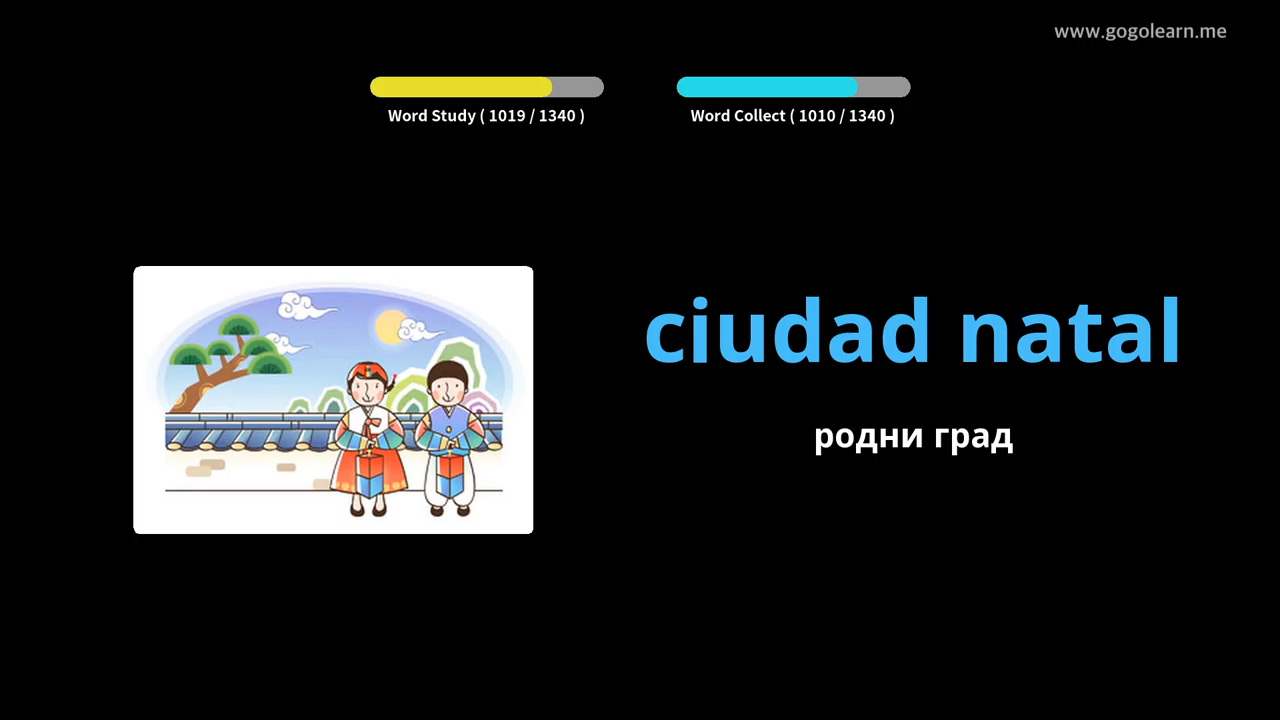 www.gogolearn.me
Word Study ( 1019 / 1340 )
Word Collect ( 1010 / 1340 )
ciudad natal
родни град